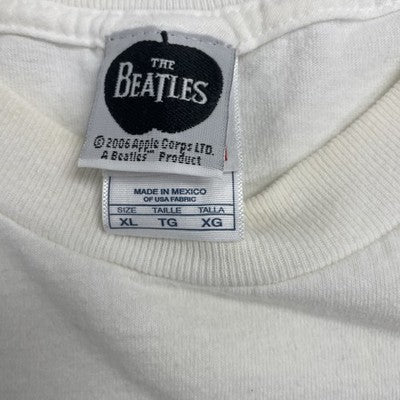 THE
BEATLES
© 2006 Apple Corps LTD.
A Beatles™ Product
MADE IN MEXICO
OF USA FABRIC
SIZE TAILLE TALLA
XL TG XG